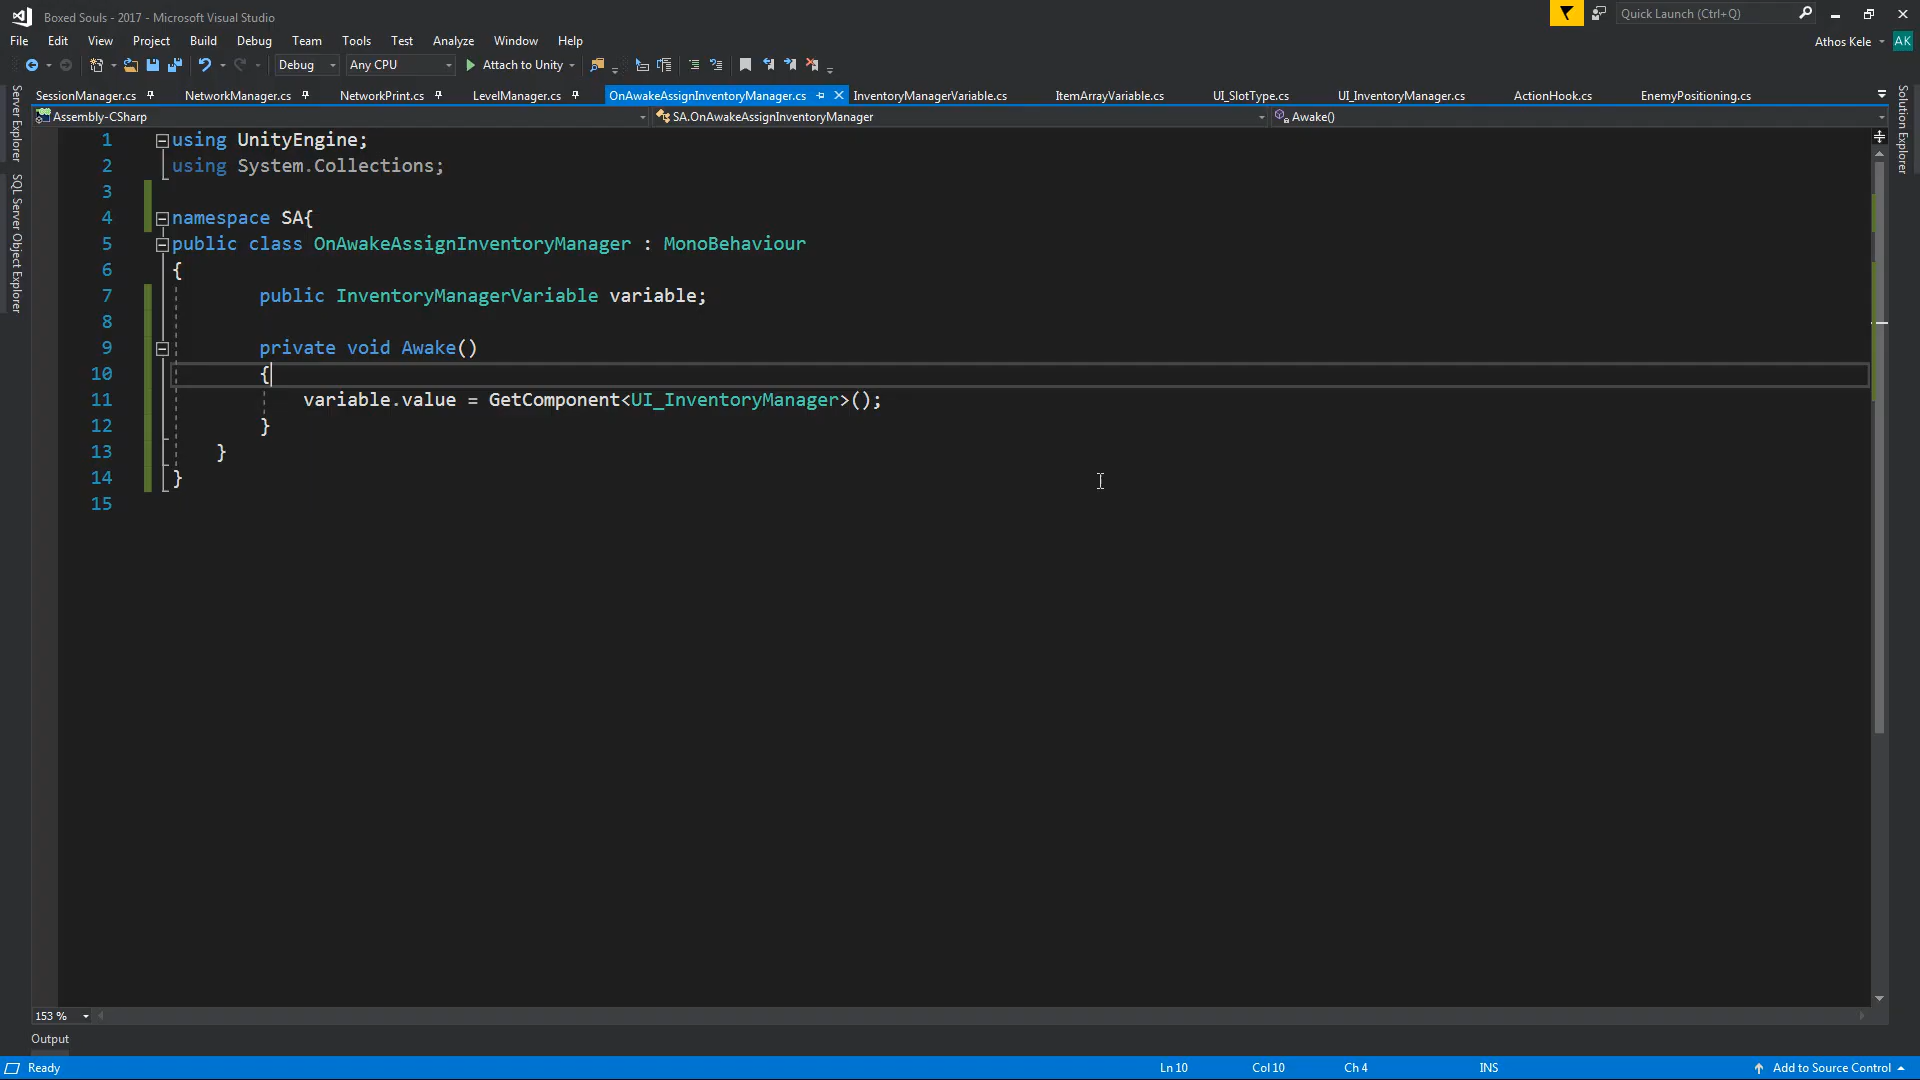 Boxed Souls - 2017 - Microsoft Visual Studio
Quick Launch (Ctrl+Q)
File Edit View Project Build Debug Team Tools Test Analyze Window Help
Athos Kele AK
Debug Any CPU Attach to Unity
SessionManager.cs NetworkManager.cs NetworkPrint.cs LevelManager.cs OnAwakeAssignInventoryManager.cs InventoryManagerVariable.cs ItemArrayVariable.cs UI_SlotType.cs UI_InventoryManager.cs ActionHook.cs EnemyPositioning.cs
Assembly-CSharp SA.OnAwakeAssignInventoryManager Awake()
Server Explorer
SQL Server Object Explorer
Solution Explorer
1 using UnityEngine;
2 using System.Collections;
3
4 namespace SA{
5 public class OnAwakeAssignInventoryManager : MonoBehaviour
6 {
7 public InventoryManagerVariable variable;
8
9 private void Awake()
10 {
11 variable.value = GetComponent<UI_InventoryManager>();
12 }
13 }
14 }
15
153 %
Output
Ready Ln 10 Col 10 Ch 4 INS Add to Source Control